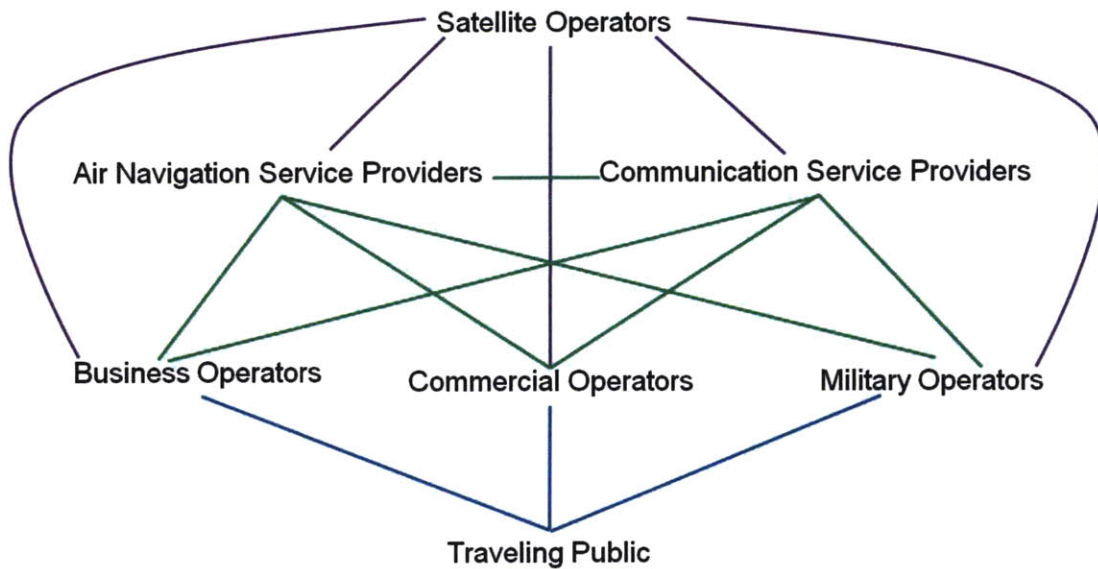 Satellite Operators
Air Navigation Service Providers
Communication Service Providers
Business Operators
Commercial Operators
Military Operators
Traveling Public